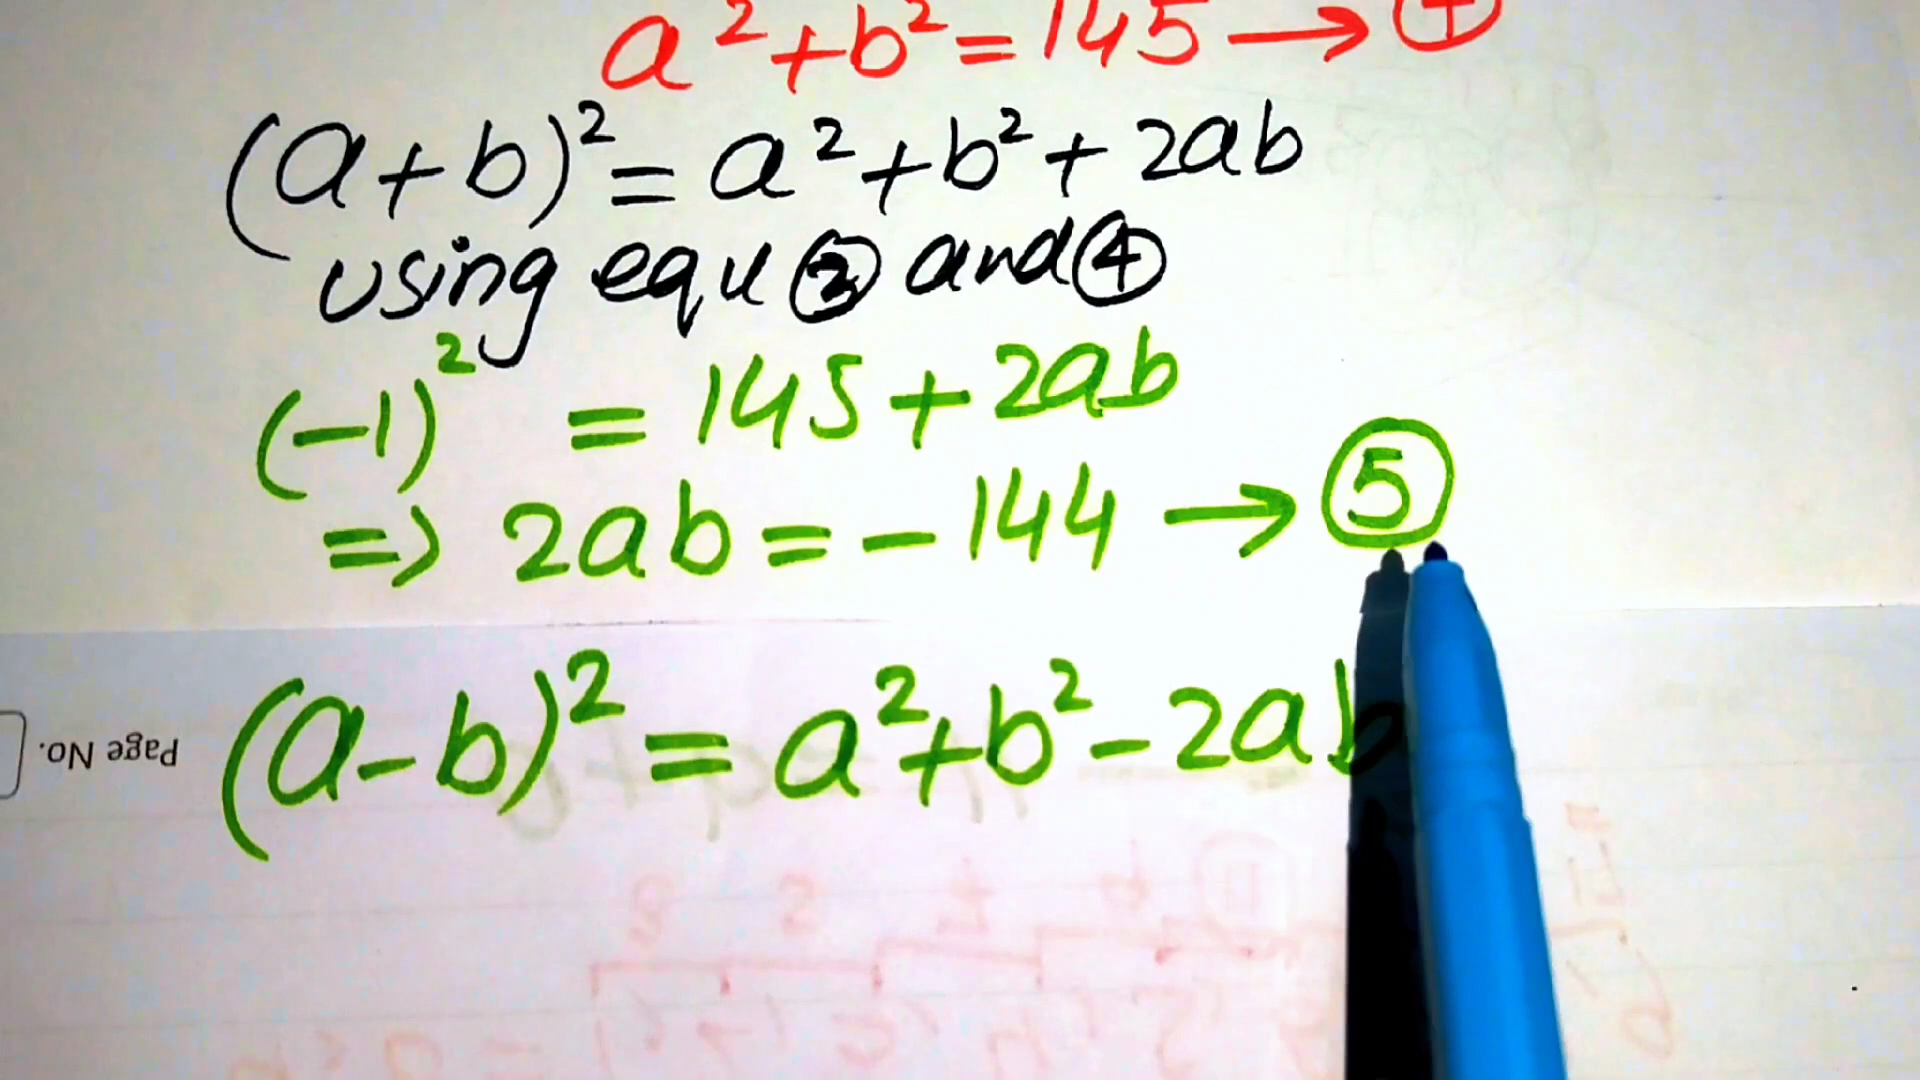 a²+b²=145→④
(a+b)²=a²+b²+2ab
using equ ③ and ④
(-1)² = 145+2ab
=> 2ab=-144→⑤
(a-b)²=a²+b²-2ab
Page No.